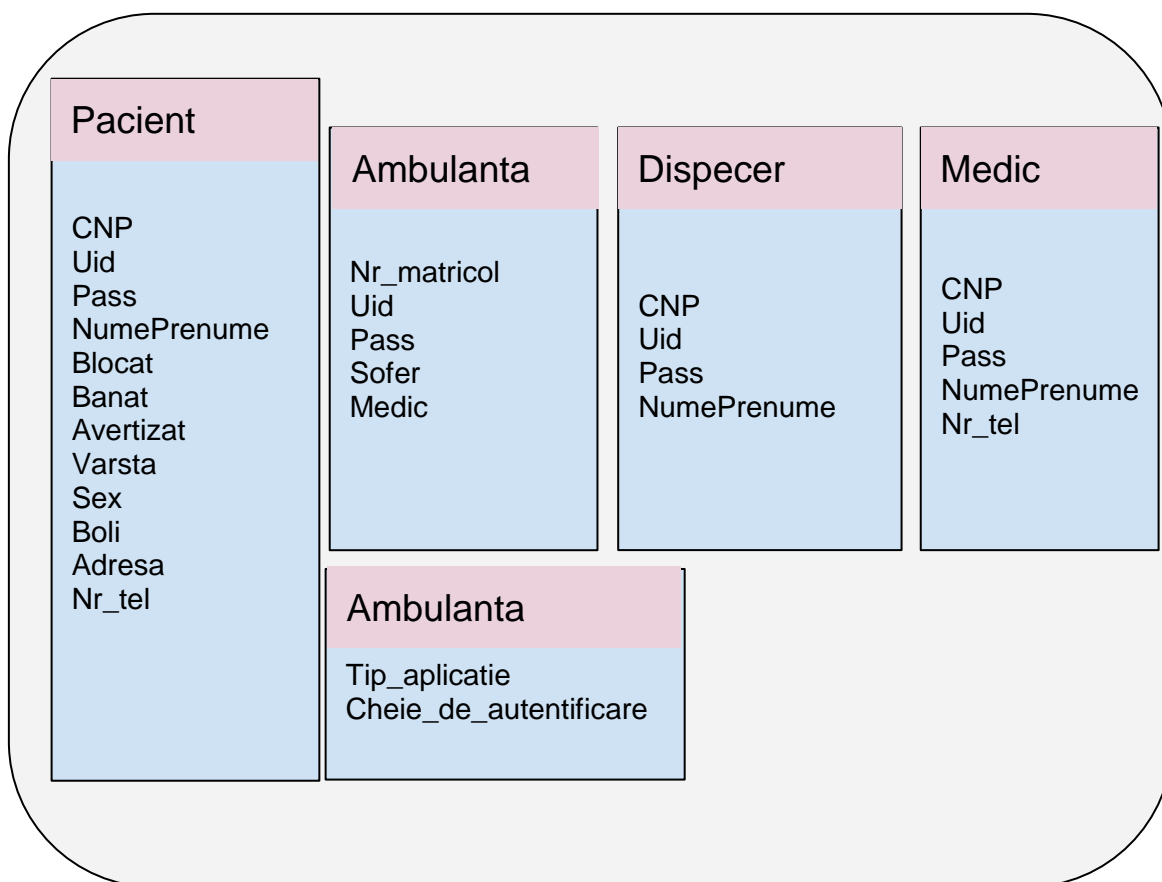 Pacient
CNP
Uid
Pass
NumePrenume
Blocat
Banat
Avertizat
Varsta
Sex
Boli
Adresa
Nr_tel
Ambulanta
Nr_matricol
Uid
Pass
Sofer
Medic
Dispecer
CNP
Uid
Pass
NumePrenume
Medic
CNP
Uid
Pass
NumePrenume
Nr_tel
Ambulanta
Tip_aplicatie
Cheie_de_autentificare